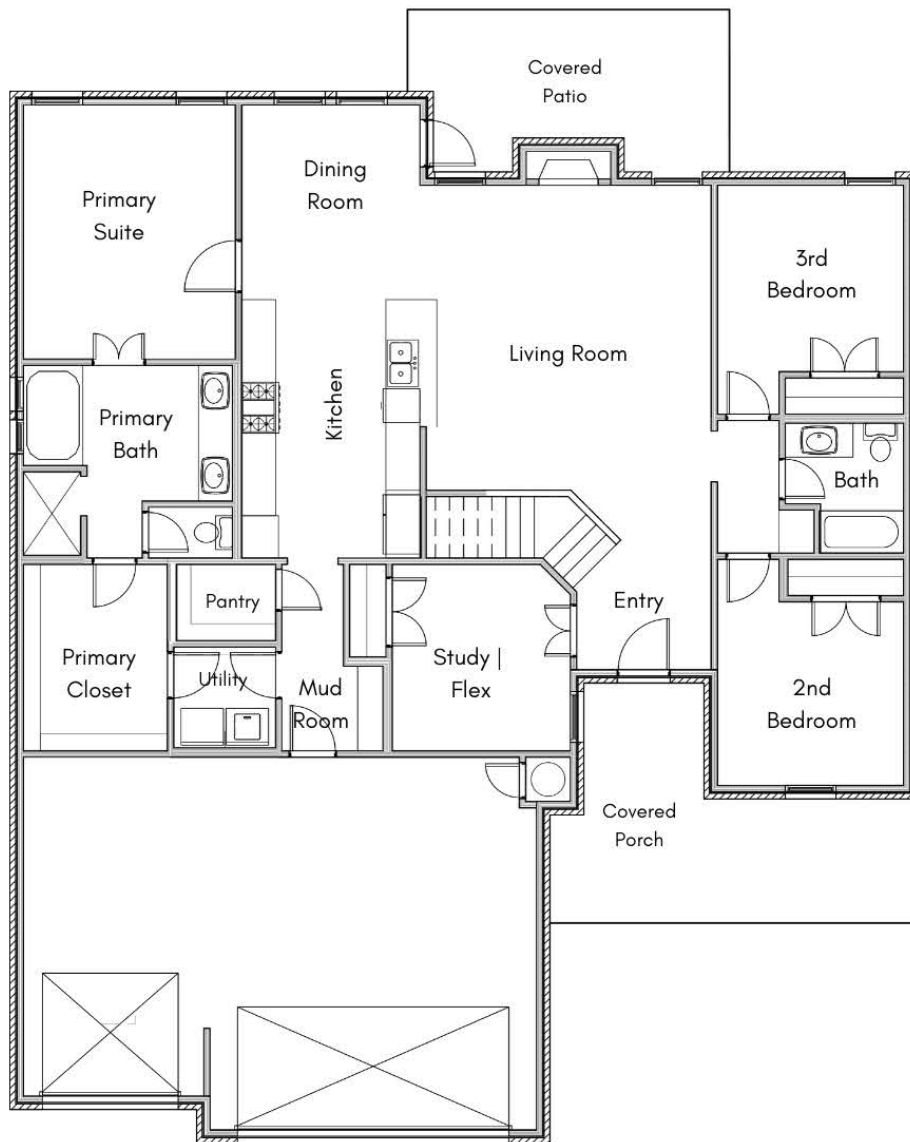 Covered
Patio
Dining
Room
Primary
Suite
3rd
Bedroom
Living Room
Kitchen
Primary
Bath
Bath
Pantry
Entry
Primary
Closet
Utility
Study |
Flex
Mud
Room
2nd
Bedroom
Covered
Porch